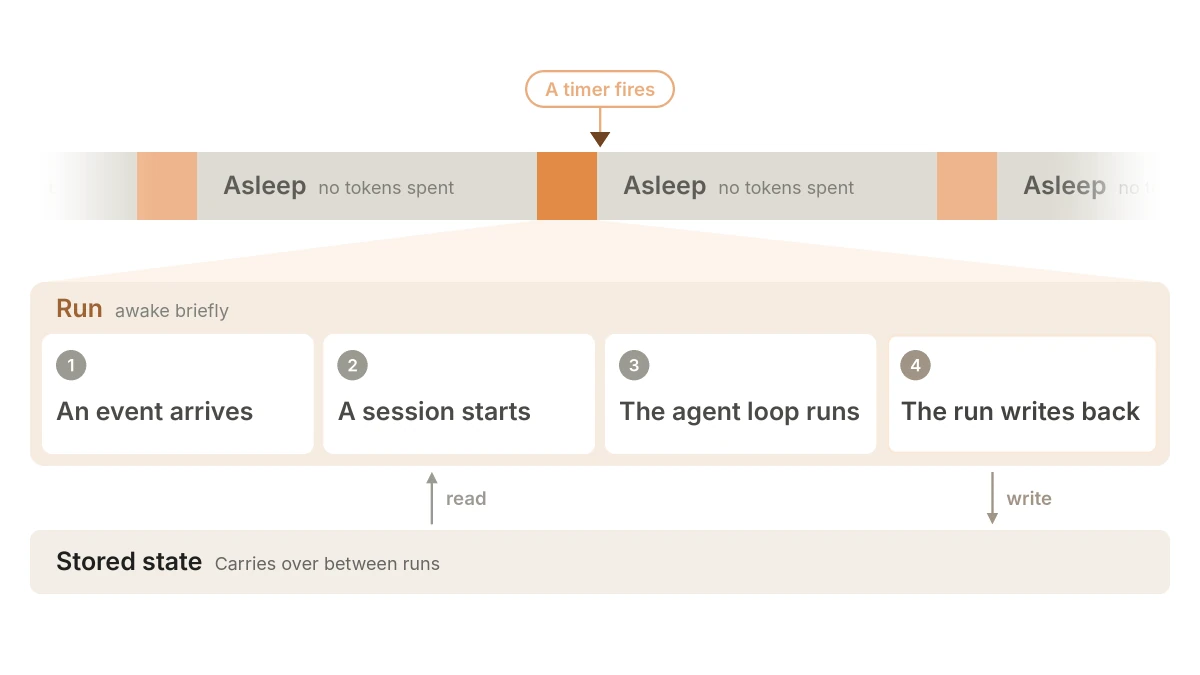 A timer fires
Asleep no tokens spent
Asleep no tokens spent
Asleep no
Run awake briefly
1
An event arrives
2
A session starts
3
The agent loop runs
4
The run writes back
read
write
Stored state Carries over between runs